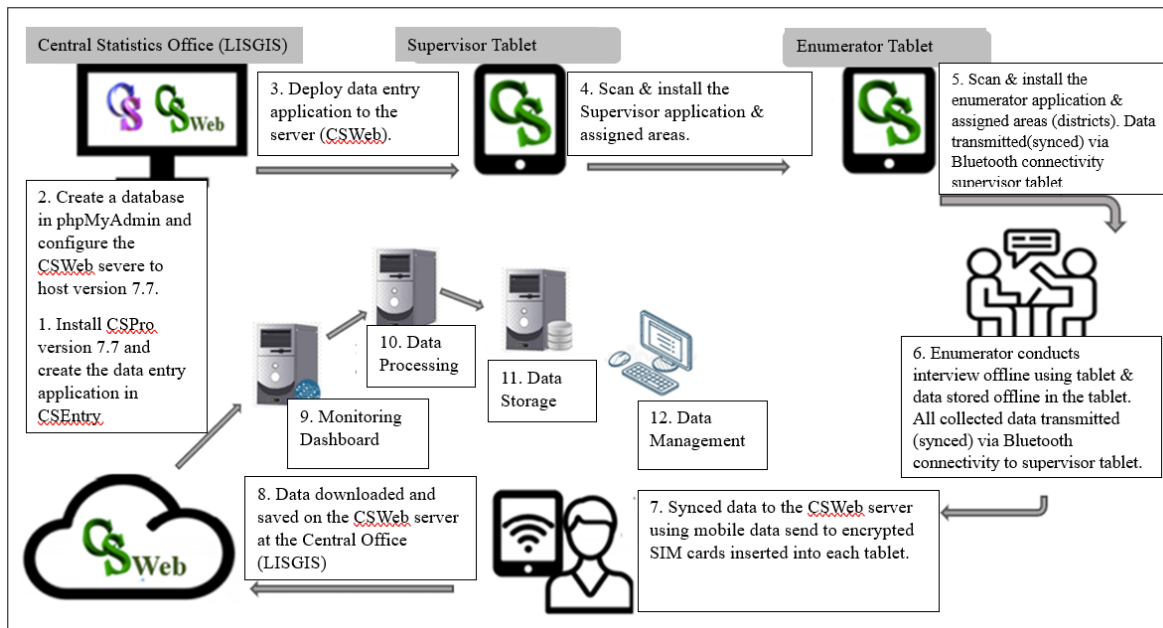 Central Statistics Office (LISGIS)
Supervisor Tablet
Enumerator Tablet
CS
CS Web
3. Deploy data entry
application to the
server (CSWeb).
CS
4. Scan & install the
Supervisor application &
assigned areas.
CS
5. Scan & install the
enumerator application &
assigned areas (districts). Data
transmitted(synced) via
Bluetooth connectivity
supervisor tablet
2. Create a database
in phpMyAdmin and
configure the
CSWeb severe to
host version 7.7.
1. Install CSPro
version 7.7 and
create the data entry
application in
CSEntry
9. Monitoring
Dashboard
10. Data
Processing
11. Data
Storage
12. Data
Management
6. Enumerator conducts
interview offline using tablet &
data stored offline in the tablet.
All collected data transmitted
(synced) via Bluetooth
connectivity to supervisor tablet.
7. Synced data to the CSWeb server
using mobile data send to encrypted
SIM cards inserted into each tablet.
8. Data downloaded and
saved on the CSWeb server
at the Central Office
(LISGIS)
CS Web